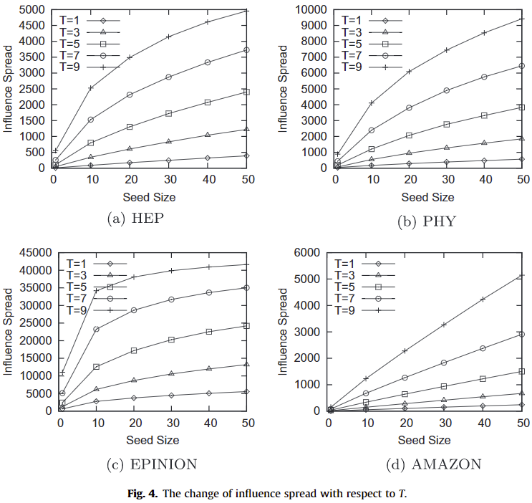 5000
4500
4000
3500
3000
2500
2000
1500
1000
500
0
Influence Spread
T=1
T=3
T=5
T=7
T=9
0 10 20 30 40 50
Seed Size
(a) HEP
10000
8000
6000
4000
2000
0
Influence Spread
T=1
T=3
T=5
T=7
T=9
0 10 20 30 40 50
Seed Size
(b) PHY
45000
40000
35000
30000
25000
20000
15000
10000
5000
0
Influence Spread
T=1
T=3
T=5
T=7
T=9
0 10 20 30 40 50
Seed Size
(c) EPINION
6000
5000
4000
3000
2000
1000
0
Influence Spread
T=1
T=3
T=5
T=7
T=9
0 10 20 30 40 50
Seed Size
(d) AMAZON
Fig. 4. The change of influence spread with respect to T.